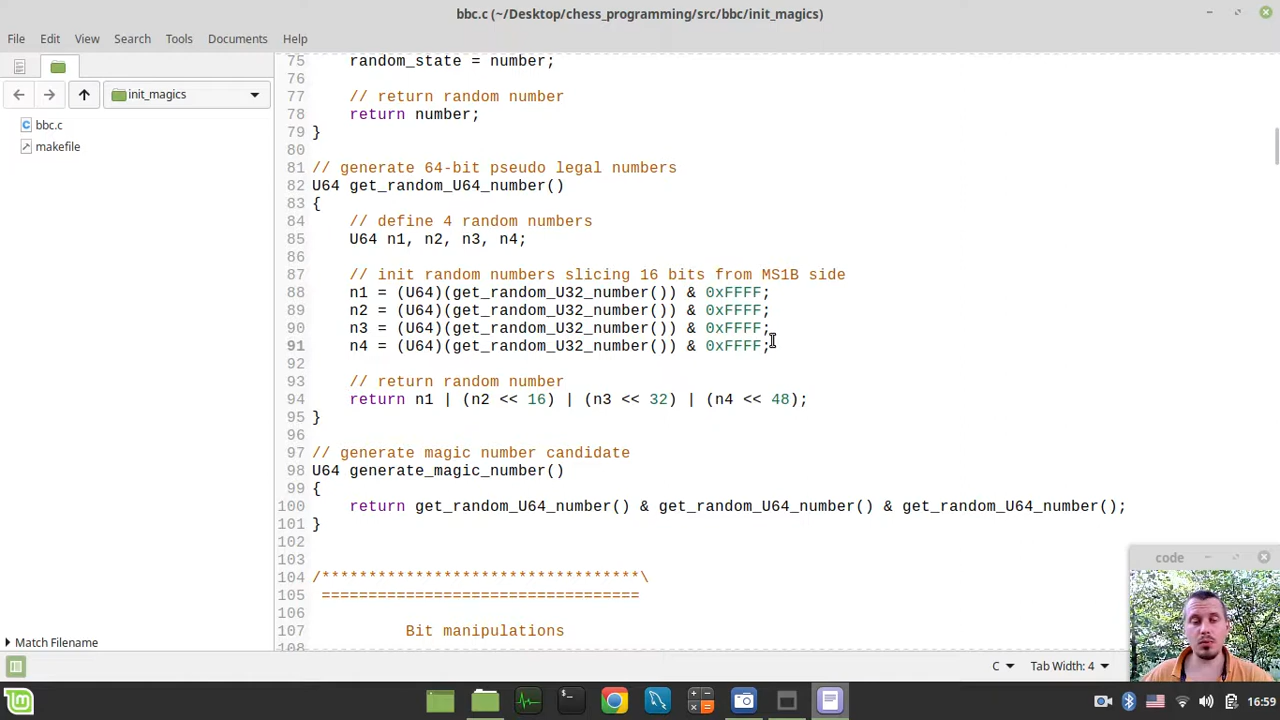 bbc.c (~/Desktop/chess_programming/src/bbc/init_magics)
File Edit View Search Tools Documents Help
init_magics
bbc.c
makefile
75 random_state = number;
76
77 // return random number
78 return number;
79 }
80
81 // generate 64-bit pseudo legal numbers
82 U64 get_random_U64_number()
83 {
84 // define 4 random numbers
85 U64 n1, n2, n3, n4;
86
87 // init random numbers slicing 16 bits from MS1B side
88 n1 = (U64)(get_random_U32_number()) & 0xFFFF;
89 n2 = (U64)(get_random_U32_number()) & 0xFFFF;
90 n3 = (U64)(get_random_U32_number()) & 0xFFFF;
91 n4 = (U64)(get_random_U32_number()) & 0xFFFF;
92
93 // return random number
94 return n1 | (n2 << 16) | (n3 << 32) | (n4 << 48);
95 }
96
97 // generate magic number candidate
98 U64 generate_magic_number()
99 {
100 return get_random_U64_number() & get_random_U64_number() & get_random_U64_number();
101 }
102
103
104 /**********************************\
105 ==================================
106
107 Bit manipulations
108
code
Match Filename
C Tab Width: 4
16:59